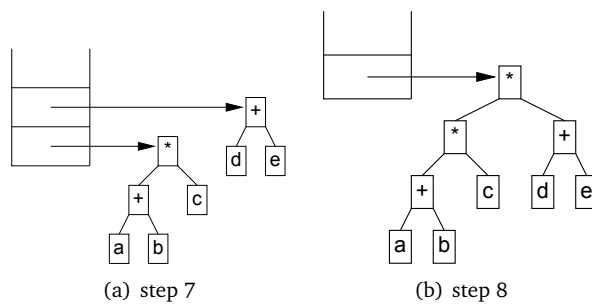 +
*
d e
+ c
a b
(a) step 7
*
* +
+ c d e
a b
(b) step 8